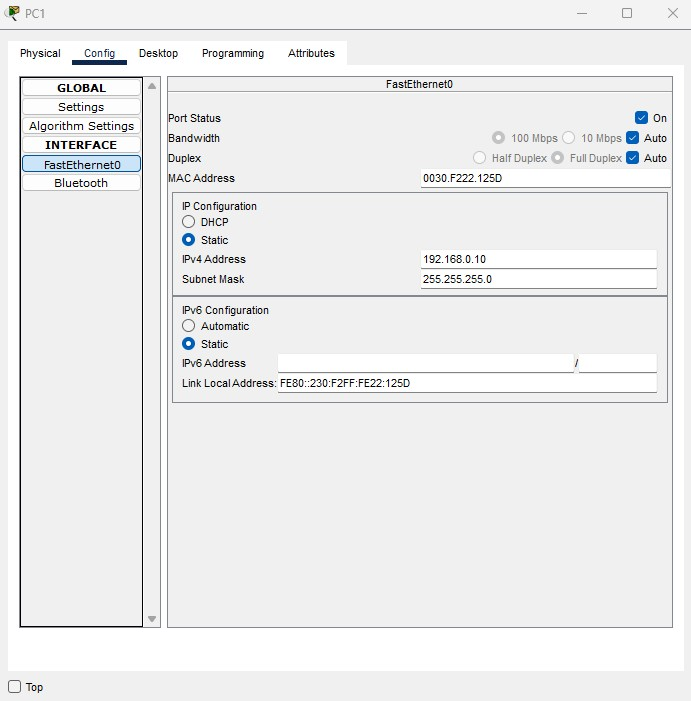 PC1
Physical Config Desktop Programming Attributes
GLOBAL
Settings
Algorithm Settings
INTERFACE
FastEthernet0
Bluetooth
FastEthernet0
Port Status On
Bandwidth 100 Mbps 10 Mbps Auto
Duplex Half Duplex Full Duplex Auto
MAC Address 0030.F222.125D
IP Configuration
DHCP
Static
IPv4 Address 192.168.0.10
Subnet Mask 255.255.255.0
IPv6 Configuration
Automatic
Static
IPv6 Address /
Link Local Address: FE80::230:F2FF:FE22:125D
Top